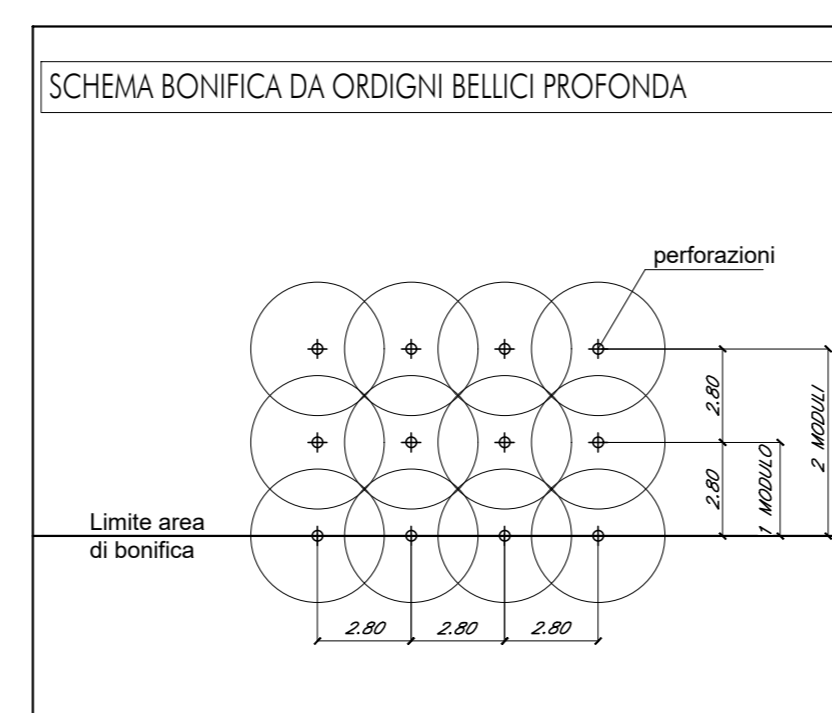 SCHEMA BONIFICA DA ORDIGNI BELLICI PROFONDA
perforazioni
2.80
2.80
1 MODULO
2 MODULI
Limite area
di bonifica
2.80
2.80
2.80